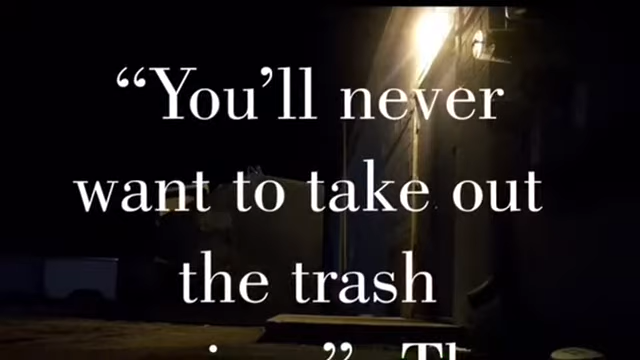 “You’ll never
want to take out
the trash